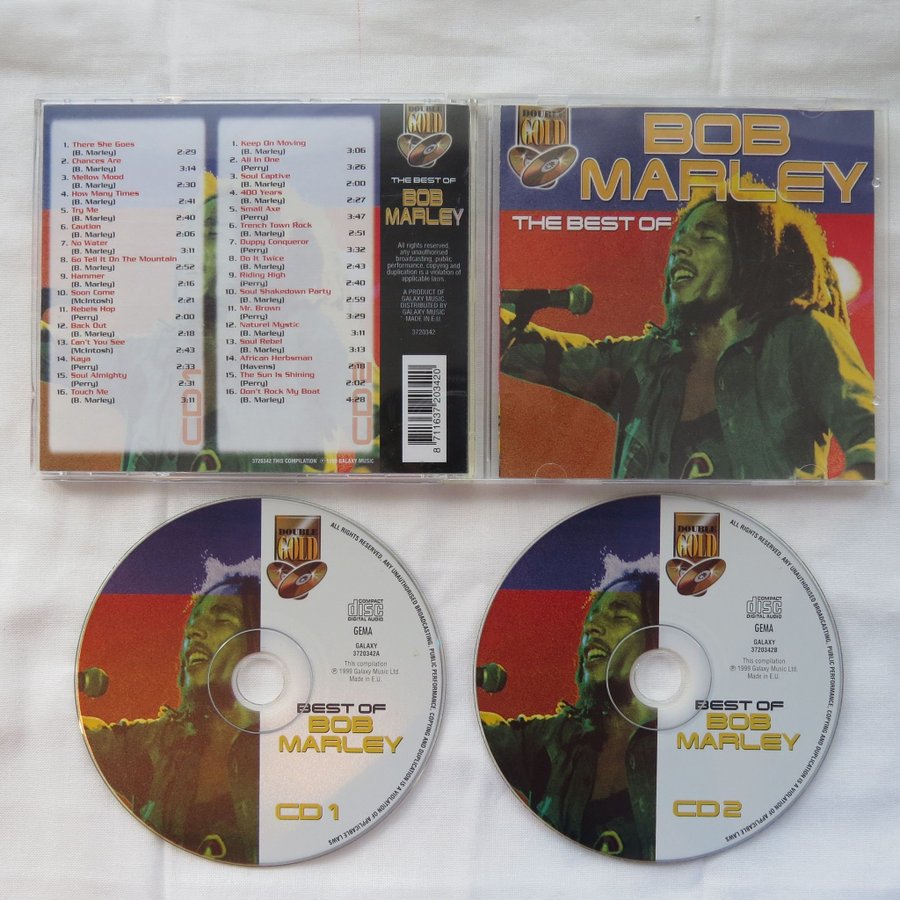 1. There She Goes
(B. Marley) 2:29
2. Chances Are
(B. Marley) 3:14
3. Mellow Mood
(B. Marley) 2:30
4. How Many Times
(B. Marley) 2:41
5. Try Me
(B. Marley) 2:40
6. Caution
(B. Marley) 2:06
7. No Water
(B. Marley) 3:11
8. Go Tell It On The Mountain
(B. Marley) 2:52
9. Hammer
(B. Marley) 2:16
10. Soon Come
(McIntosh) 2:21
11. Rebels Hop
(Perry) 2:00
12. Back Out
(B. Marley) 2:18
13. Can't You See
(McIntosh) 2:43
14. Kaya
(Perry) 2:33
15. Soul Almighty
(Perry) 2:31
16. Touch Me
(B. Marley) 3:11
CD1
1. Keep On Moving
(B. Marley) 3:06
2. All In One
(Perry) 3:26
3. Soul Captive
(B. Marley) 2:00
4. 400 Years
(B. Marley) 2:27
5. Small Axe
(Perry) 3:47
6. Trench Town Rock
(B. Marley) 2:51
7. Duppy Conqueror
(Perry) 3:32
8. Do It Twice
(B. Marley) 2:43
9. Riding High
(Perry) 2:40
10. Soul Shakedown Party
(B. Marley) 2:59
11. Mr. Brown
(Perry) 3:29
12. Naturel Mystic
(B. Marley) 3:11
13. Soul Rebel
(B. Marley) 3:13
14. African Herbsman
(Havens) 2:18
15. The Sun Is Shining
(Perry) 2:02
16. Don't Rock My Boat
(B. Marley) 4:28
CD2
3720342 THIS COMPILATION ℗ 1999 GALAXY MUSIC
DOUBLE
GOLD
THE BEST OF
BOB
MARLEY
All rights reserved
any unauthorised
broadcasting, public
performance, copying and
duplication is a violation of
applicable laws.
A PRODUCT OF
GALAXY MUSIC.
DISTRIBUTED BY
GALAXY MUSIC
MADE IN E.U.
3720342
8 711637 203420
DOUBLE
GOLD
BOB
MARLEY
THE BEST OF
DOUBLE
GOLD
ALL RIGHTS RESERVED. ANY UNAUTHORISED BROADCASTING, PUBLIC PERFORMANCE, COPYING AND DUPLICATION IS A VIOLATION OF APPLICABLE LAWS
COMPACT
disc
DIGITAL AUDIO
GEMA
GALAXY
3720342A
This compilation
℗ 1999 Galaxy Music Ltd.
Made in E.U.
BEST OF
BOB
MARLEY
CD 1
DOUBLE
GOLD
ALL RIGHTS RESERVED. ANY UNAUTHORISED BROADCASTING, PUBLIC PERFORMANCE, COPYING AND DUPLICATION IS A VIOLATION OF APPLICABLE LAWS
COMPACT
disc
DIGITAL AUDIO
GEMA
GALAXY
3720342B
This compilation
℗ 1999 Galaxy Music Ltd.
Made in E.U.
BEST OF
BOB
MARLEY
CD 2